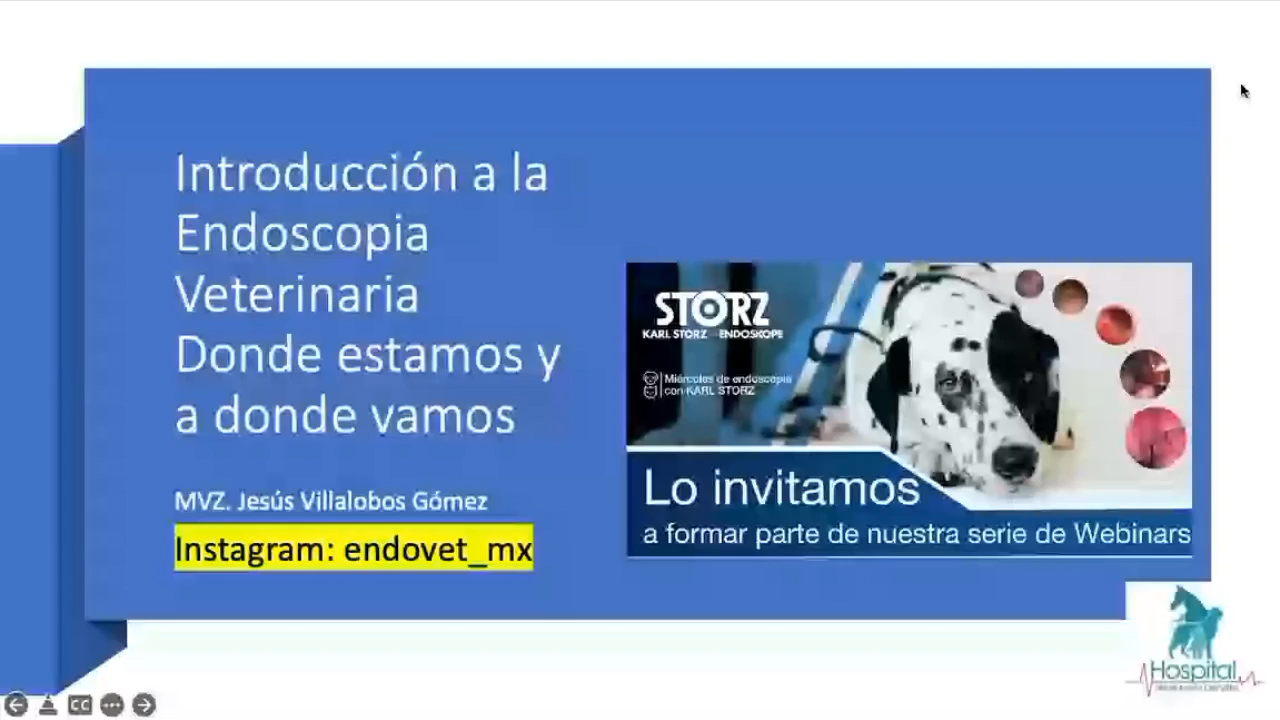 Introducción a la
Endoscopia
Veterinaria
Donde estamos y
a donde vamos
MVZ. Jesús Villalobos Gómez
Instagram: endovet_mx
STORZ
KARL STORZ—ENDOSKOPE
Miércoles de endoscopia
con KARL STORZ
Lo invitamos
a formar parte de nuestra serie de Webinars
Hospital
CC